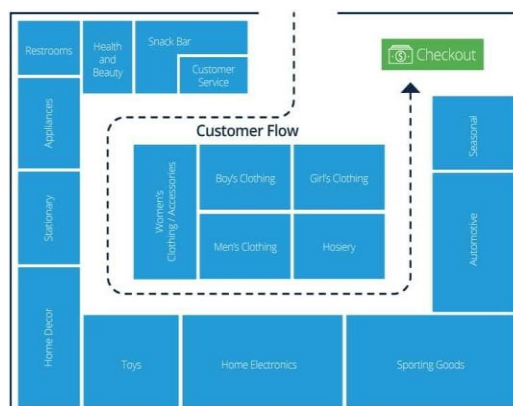 Restrooms
Health
and
Beauty
Snack Bar
Customer
Service
Checkout
Appliances
Customer Flow
Seasonal
Women's
Clothing / Accessories
Boy's Clothing
Girl's Clothing
Stationary
Automotive
Men's Clothing
Hosiery
Home Decor
Toys
Home Electronics
Sporting Goods